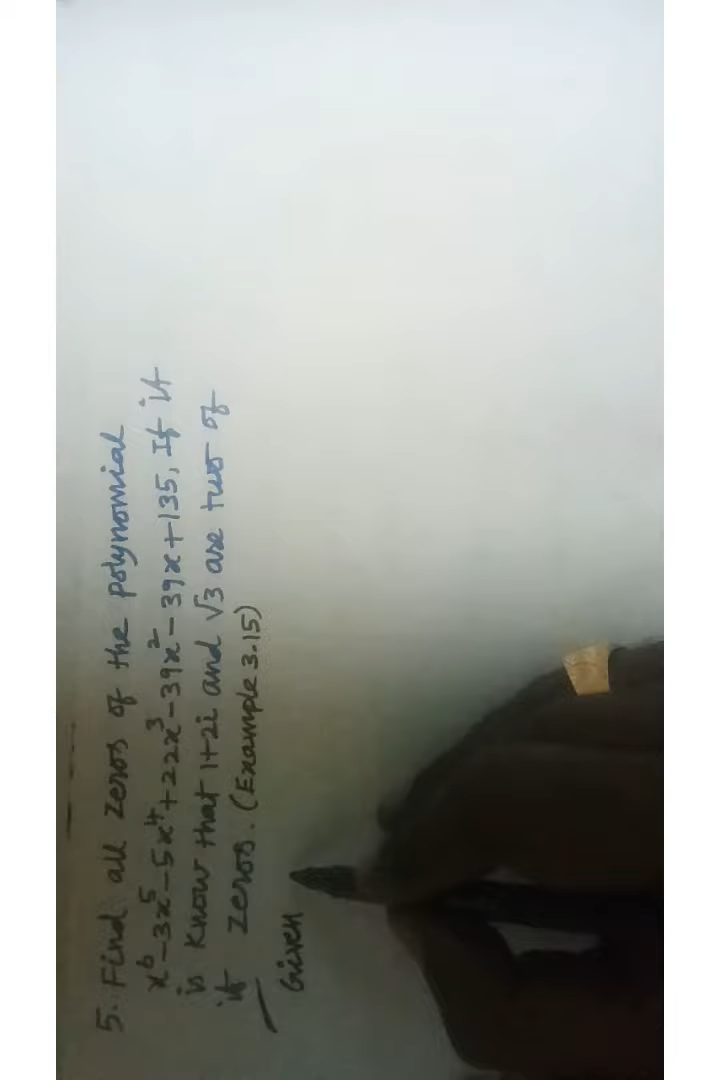 5. Find all zeros of the polynomial
x⁶-3x⁵-5x⁴+22x³-39x²-39x+135, If it
is know that 1+2i and √3 are two of
it zeros. (Example 3.15)
Given